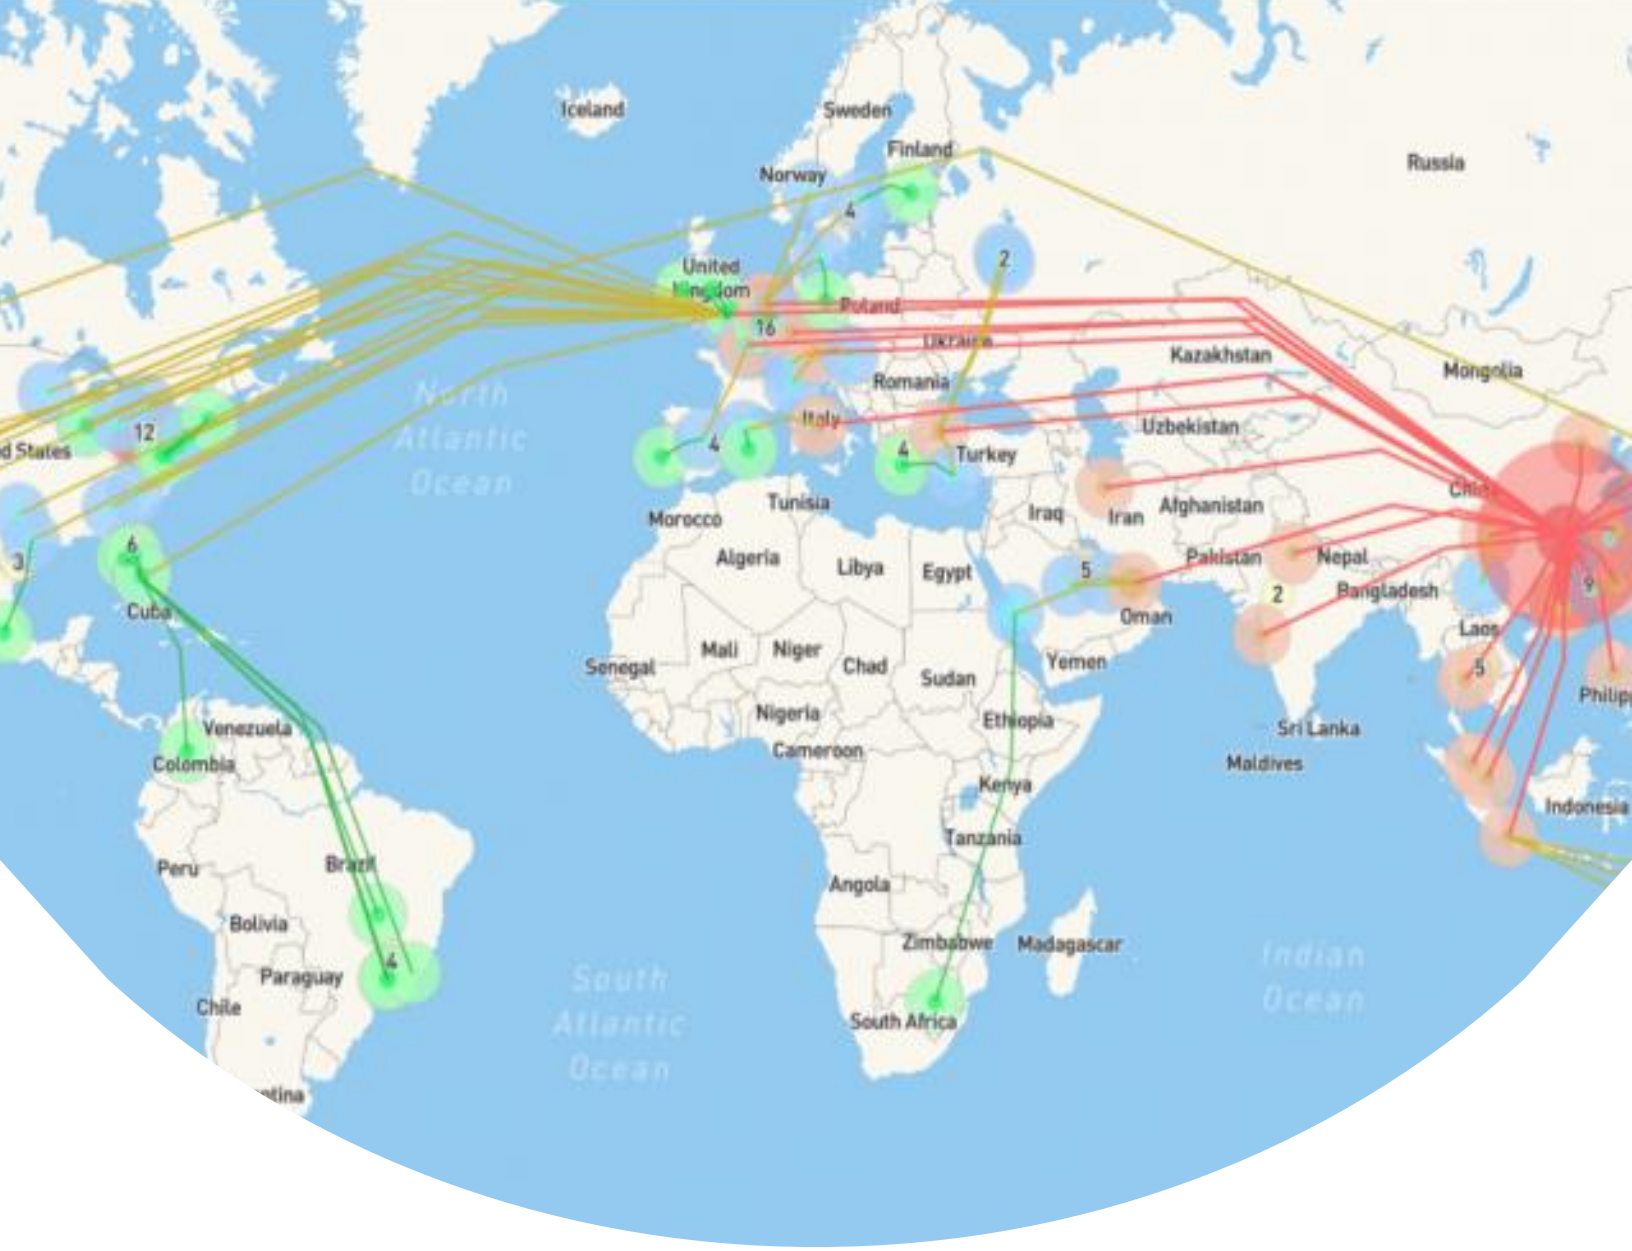 Iceland
Sweden
Finland
Russia
Norway
4
2
United
Kingdom
Poland
16
Ukraine
Kazakhstan
Mongolia
North
Atlantic
Ocean
Romania
Italy
Uzbekistan
12
4
4
Turkey
d States
Tunisia
Morocco
Iraq
Iran
Afghanistan
6
3
Algeria
Libya
Egypt
5
Pakistan
Nepal
Bangladesh
2
9
Cuba
Oman
Laos
Mali
Niger
Chad
Senegal
Sudan
Yemen
5
Philip
Venezuela
Nigeria
Ethiopia
Sri Lanka
Colombia
Cameroon
Maldives
Kenya
Indonesia
Tanzania
Peru
Brazil
Angola
Bolivia
Zimbabwe
Madagascar
4
Paraguay
Chile
South
Atlantic
Ocean
Indian
Ocean
South Africa
ntina